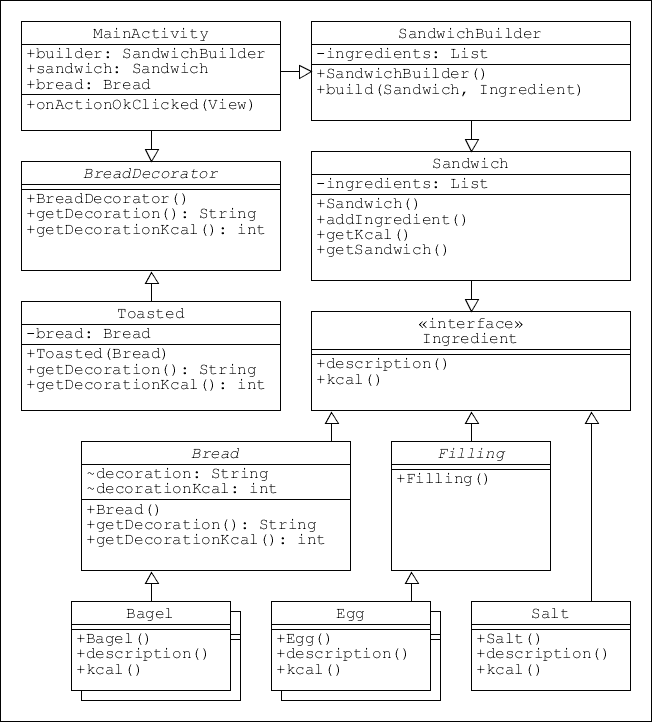 MainActivity
+builder: SandwichBuilder
+sandwich: Sandwich
+bread: Bread
+onActionOkClicked(View)
SandwichBuilder
-ingredients: List
+SandwichBuilder()
+build(Sandwich, Ingredient)
BreadDecorator
+BreadDecorator()
+getDecoration(): String
+getDecorationKcal(): int
Sandwich
-ingredients: List
+Sandwich()
+addIngredient()
+getKcal()
+getSandwich()
Toasted
-bread: Bread
+Toasted(Bread)
+getDecoration(): String
+getDecorationKcal(): int
«interface»
Ingredient
+description()
+kcal()
Bread
~decoration: String
~decorationKcal: int
+Bread()
+getDecoration(): String
+getDecorationKcal(): int
Filling
+Filling()
Bagel
+Bagel()
+description()
+kcal()
Egg
+Egg()
+description()
+kcal()
Salt
+Salt()
+description()
+kcal()